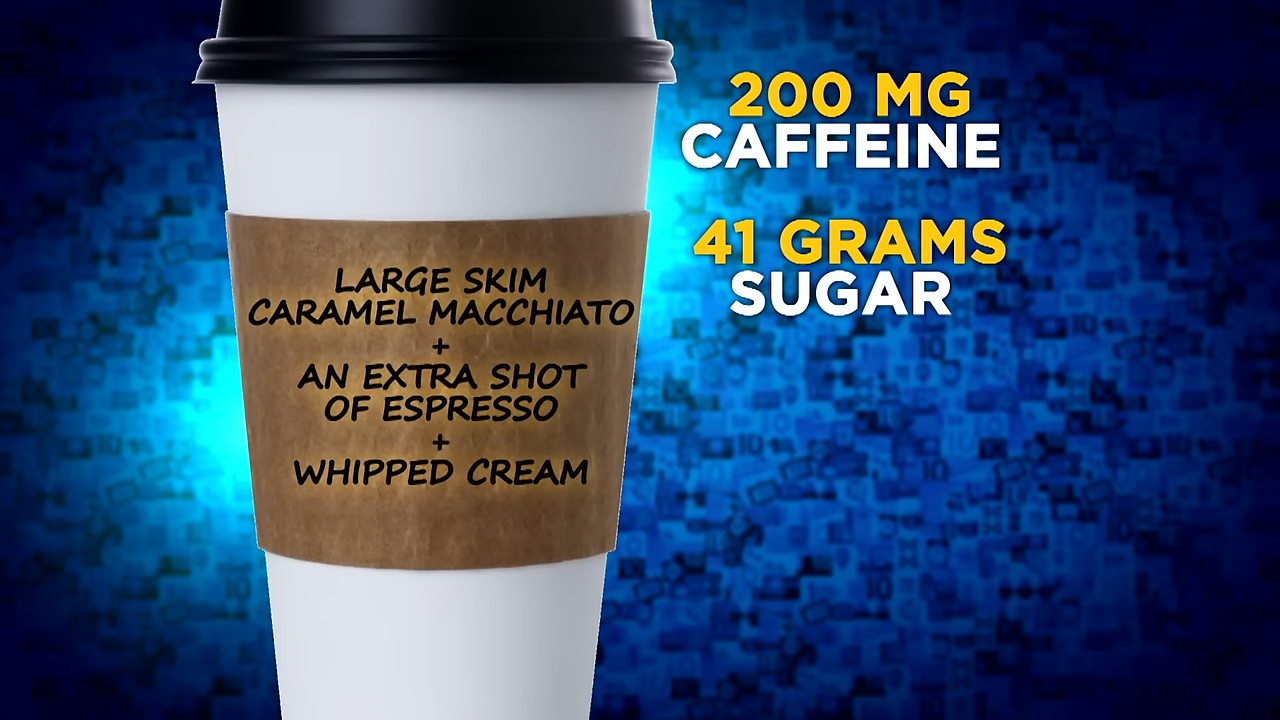 LARGE SKIM
CARAMEL MACCHIATO
+
AN EXTRA SHOT
OF ESPRESSO
+
WHIPPED CREAM
200 MG
CAFFEINE
41 GRAMS
SUGAR